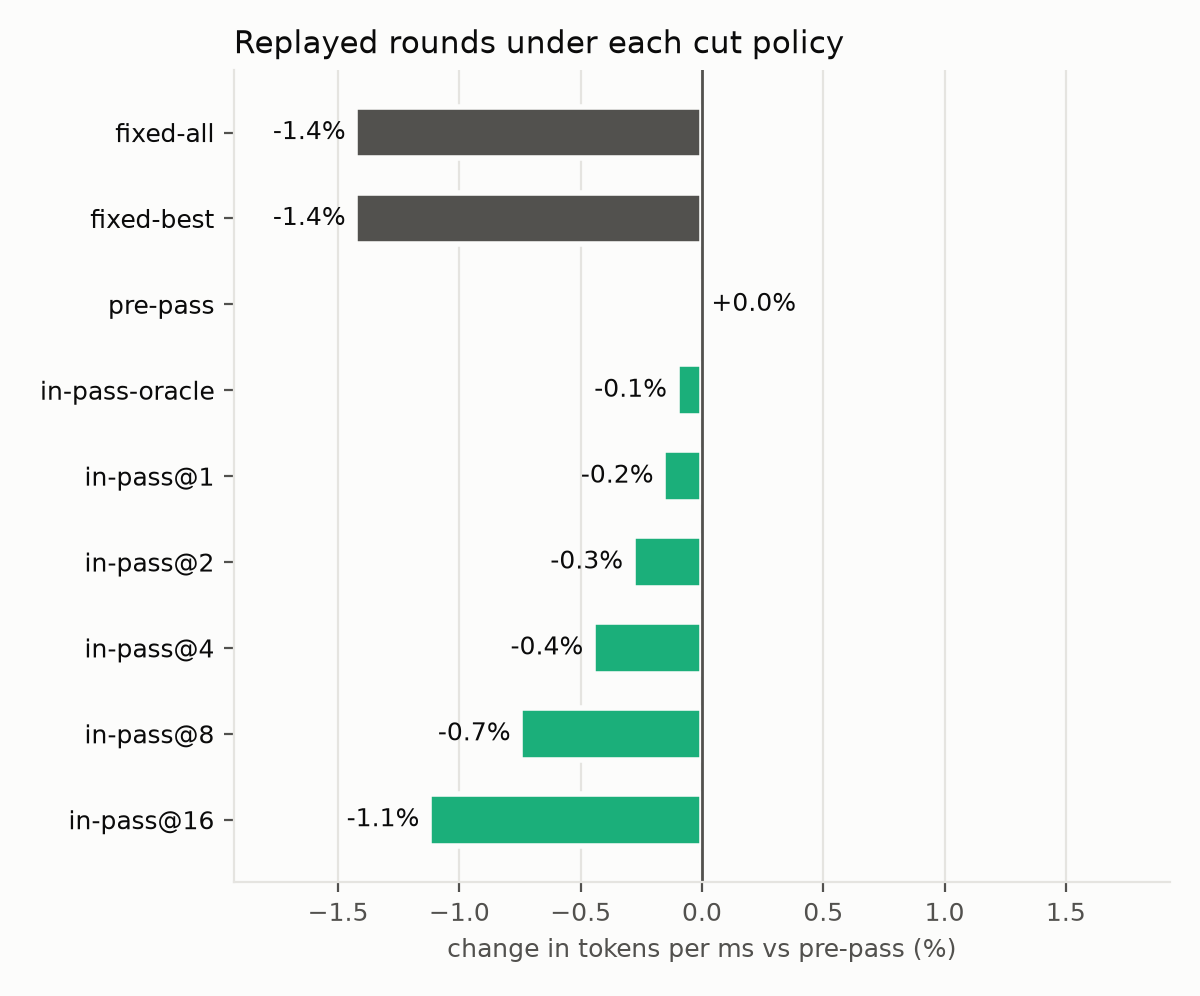 Replayed rounds under each cut policy
fixed-all
-1.4%
fixed-best
-1.4%
pre-pass
+0.0%
in-pass-oracle
-0.1%
in-pass@1
-0.2%
in-pass@2
-0.3%
in-pass@4
-0.4%
in-pass@8
-0.7%
in-pass@16
-1.1%
−1.5 −1.0 −0.5 0.0 0.5 1.0 1.5
change in tokens per ms vs pre-pass (%)